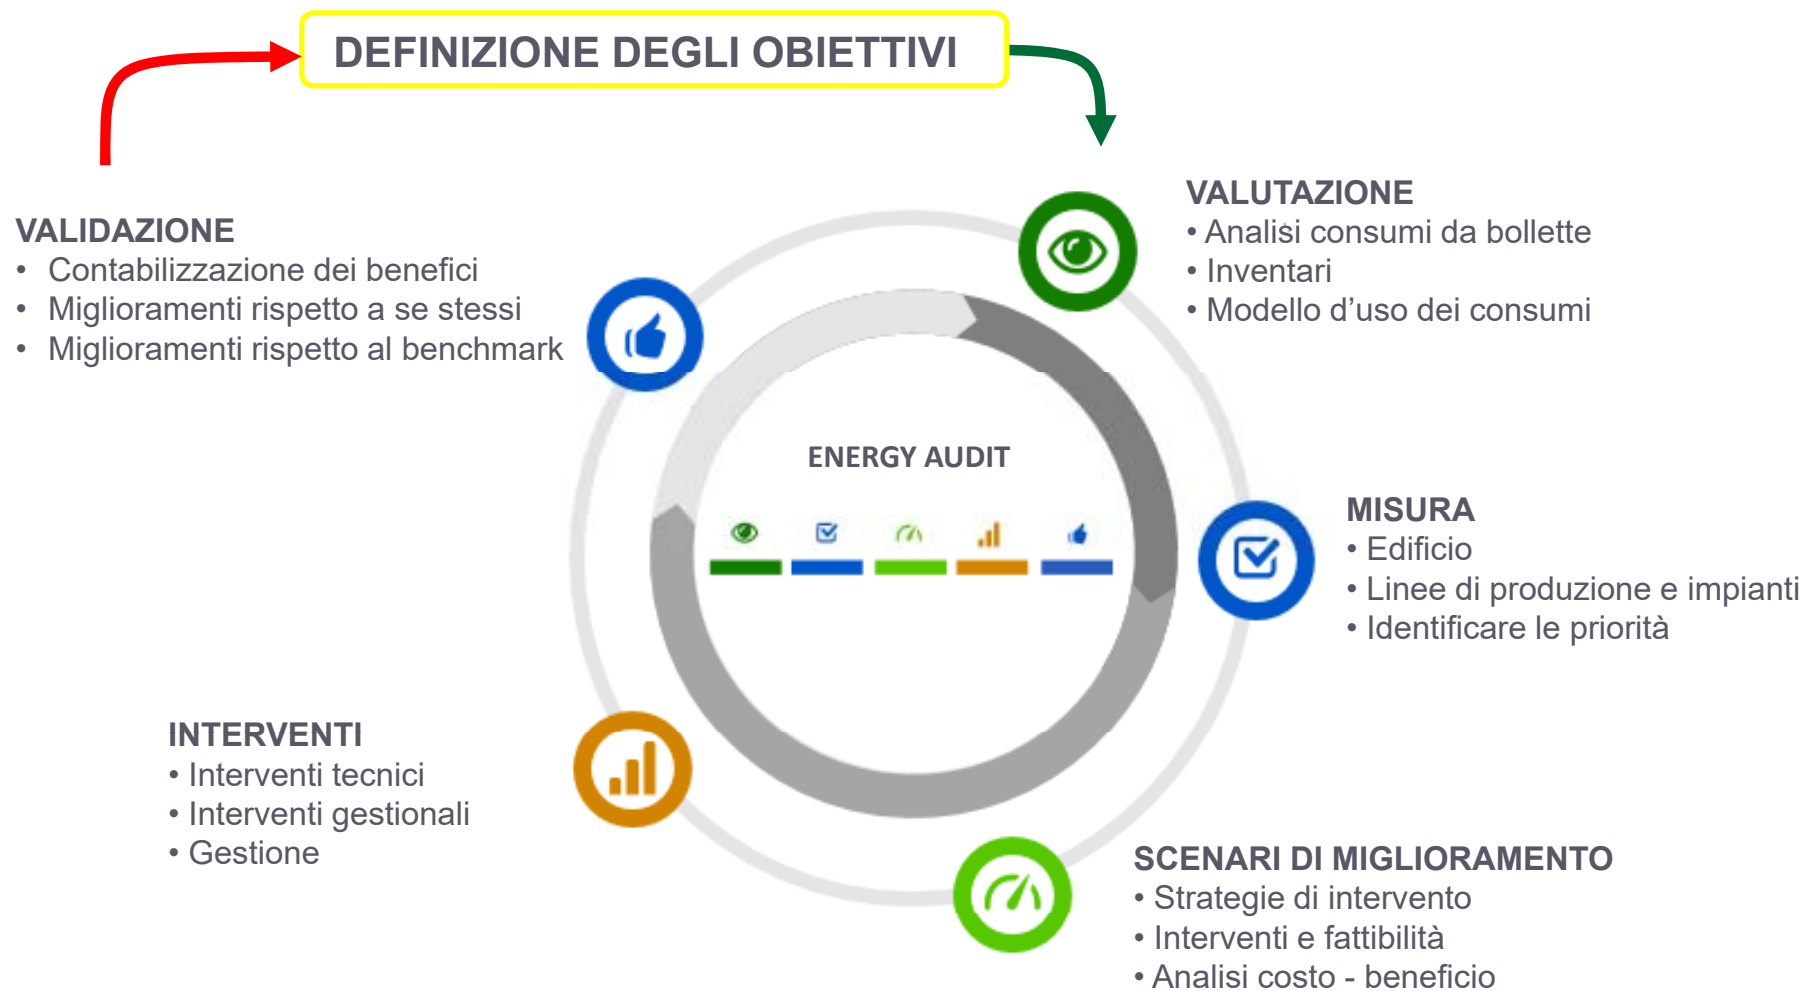 DEFINIZIONE DEGLI OBIETTIVI
VALIDAZIONE
• Contabilizzazione dei benefici
• Miglioramenti rispetto a se stessi
• Miglioramenti rispetto al benchmark
VALUTAZIONE
• Analisi consumi da bollette
• Inventari
• Modello d’uso dei consumi
ENERGY AUDIT
MISURA
• Edificio
• Linee di produzione e impianti
• Identificare le priorità
INTERVENTI
• Interventi tecnici
• Interventi gestionali
• Gestione
SCENARI DI MIGLIORAMENTO
• Strategie di intervento
• Interventi e fattibilità
• Analisi costo - beneficio